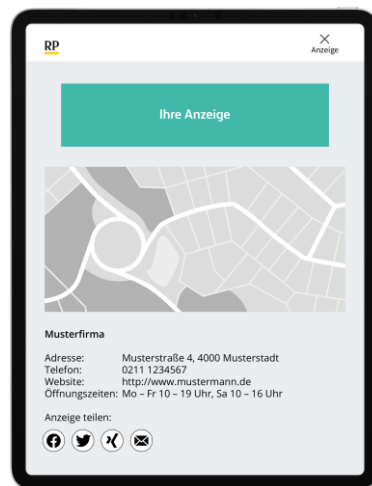 RP
Anzeige
Ihre Anzeige
Musterfirma
Adresse: Musterstraße 4, 4000 Musterstadt
Telefon: 0211 1234567
Website: http://www.mustermann.de
Öffnungszeiten: Mo – Fr 10 – 19 Uhr, Sa 10 – 16 Uhr
Anzeige teilen: